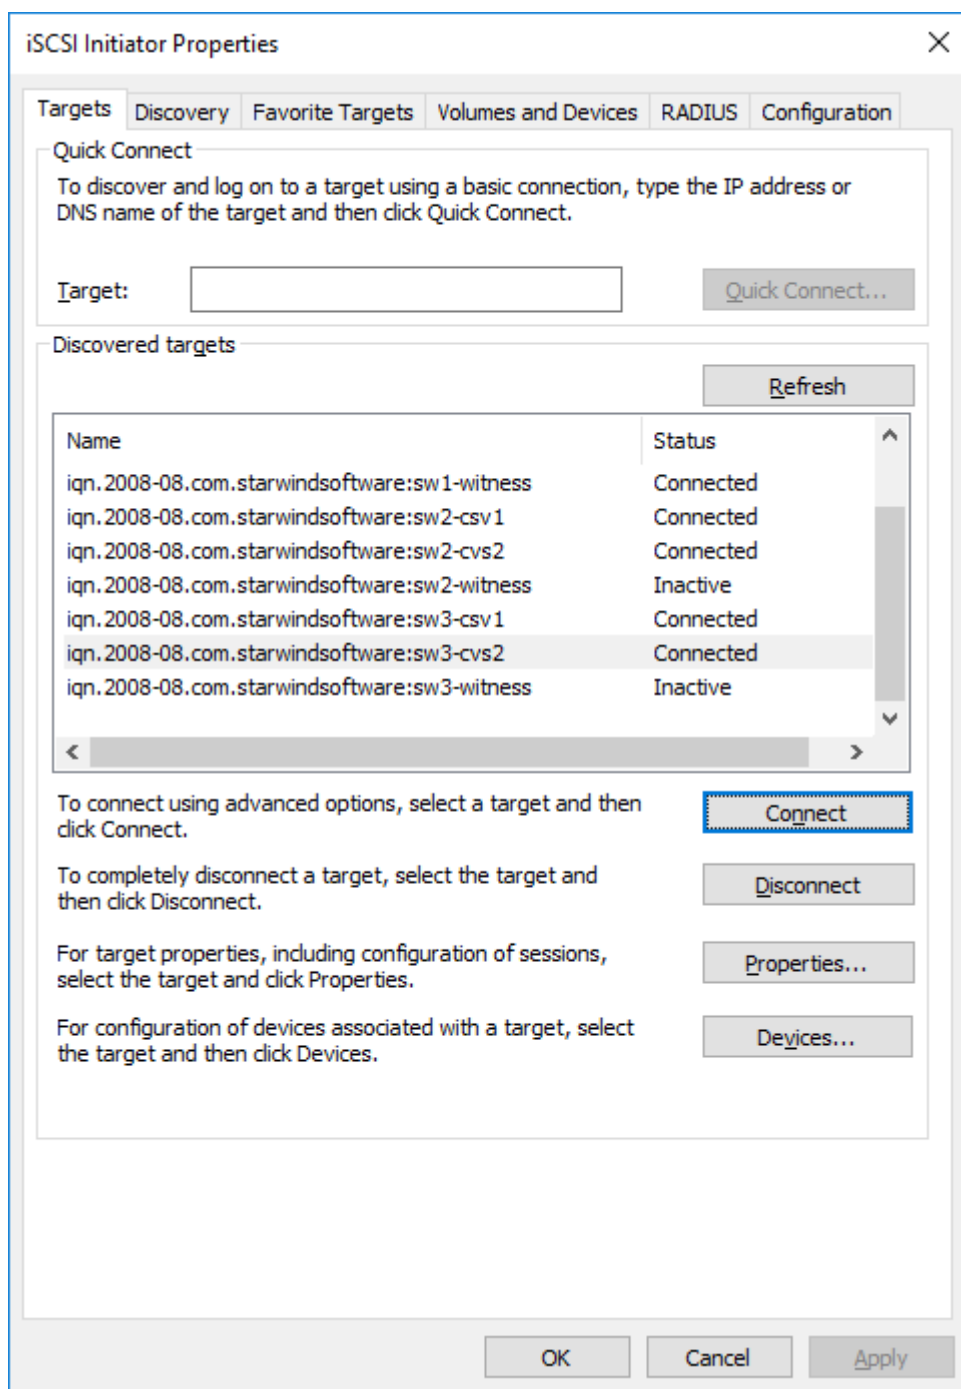 iSCSI Initiator Properties
Targets Discovery Favorite Targets Volumes and Devices RADIUS Configuration
Quick Connect
To discover and log on to a target using a basic connection, type the IP address or
DNS name of the target and then click Quick Connect.
Target: Quick Connect...
Discovered targets
Refresh
Name Status
iqn.2008-08.com.starwindsoftware:sw1-witness Connected
iqn.2008-08.com.starwindsoftware:sw2-csv1 Connected
iqn.2008-08.com.starwindsoftware:sw2-cvs2 Connected
iqn.2008-08.com.starwindsoftware:sw2-witness Inactive
iqn.2008-08.com.starwindsoftware:sw3-csv1 Connected
iqn.2008-08.com.starwindsoftware:sw3-cvs2 Connected
iqn.2008-08.com.starwindsoftware:sw3-witness Inactive
To connect using advanced options, select a target and then
click Connect.
Connect
To completely disconnect a target, select the target and
then click Disconnect.
Disconnect
For target properties, including configuration of sessions,
select the target and click Properties.
Properties...
For configuration of devices associated with a target, select
the target and then click Devices.
Devices...
OK Cancel Apply